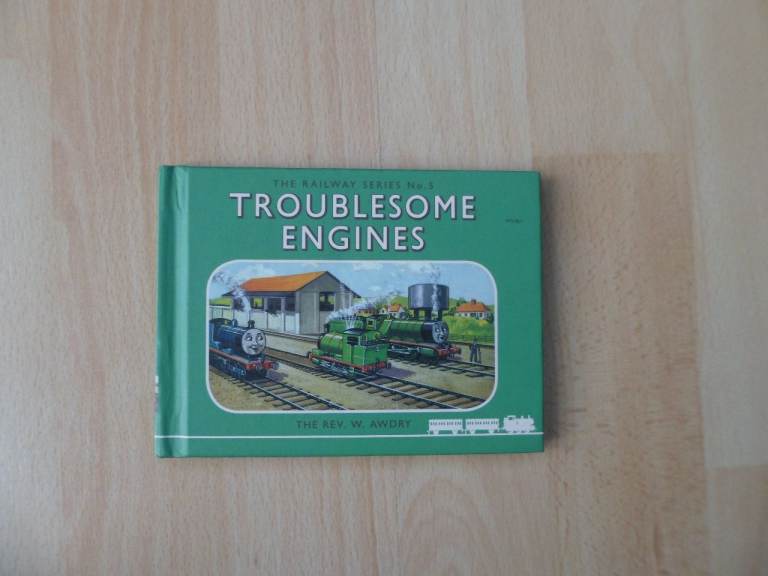 THE RAILWAY SERIES No.5
TROUBLESOME
ENGINES
THE REV. W. AWDRY